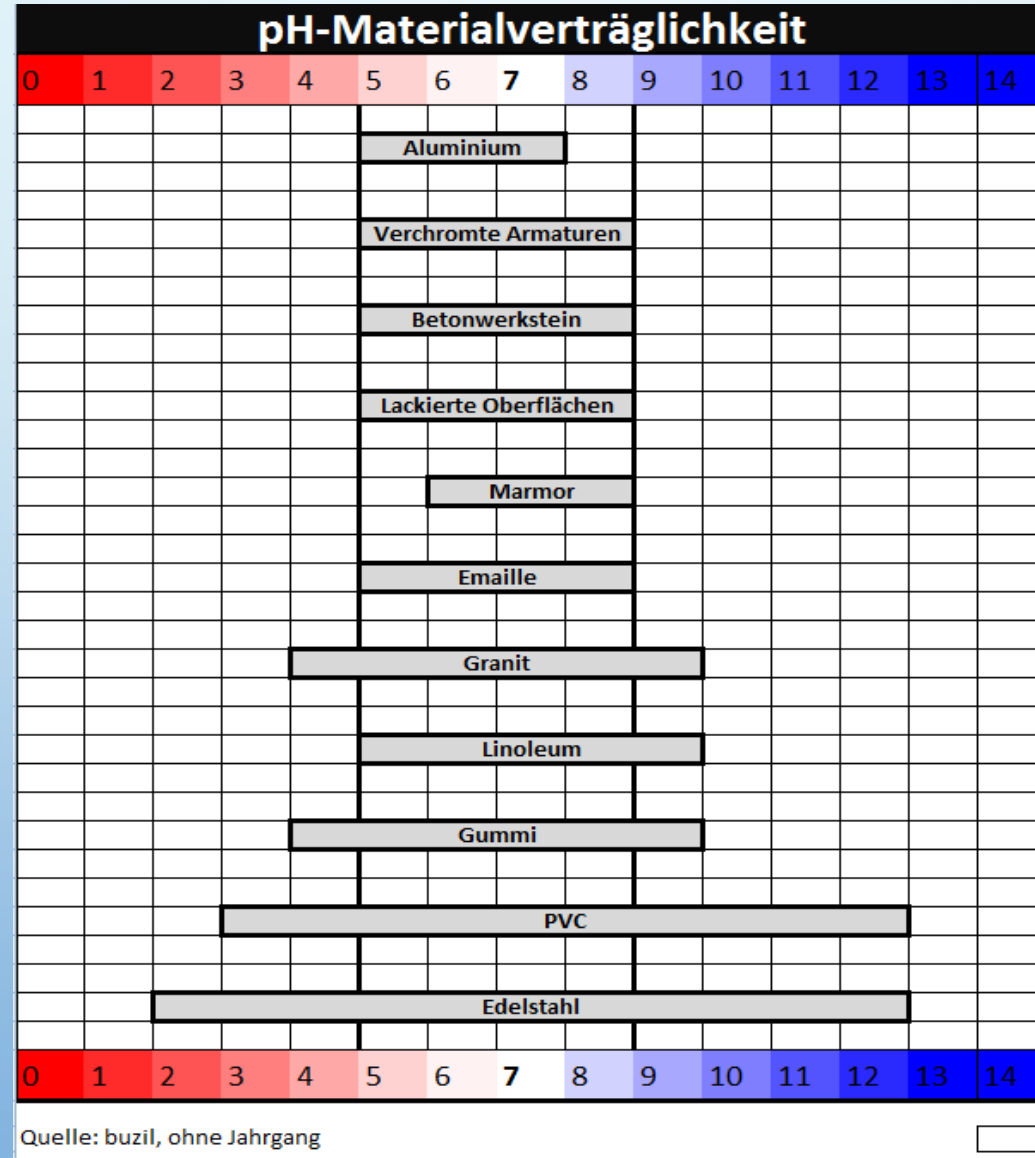 pH-Materialverträglichkeit
0 1 2 3 4 5 6 7 8 9 10 11 12 13 14
Aluminium
Verchromte Armaturen
Betonwerkstein
Lackierte Oberflächen
Marmor
Emaille
Granit
Linoleum
Gummi
PVC
Edelstahl
0 1 2 3 4 5 6 7 8 9 10 11 12 13 14
Quelle: buzil, ohne Jahrgang